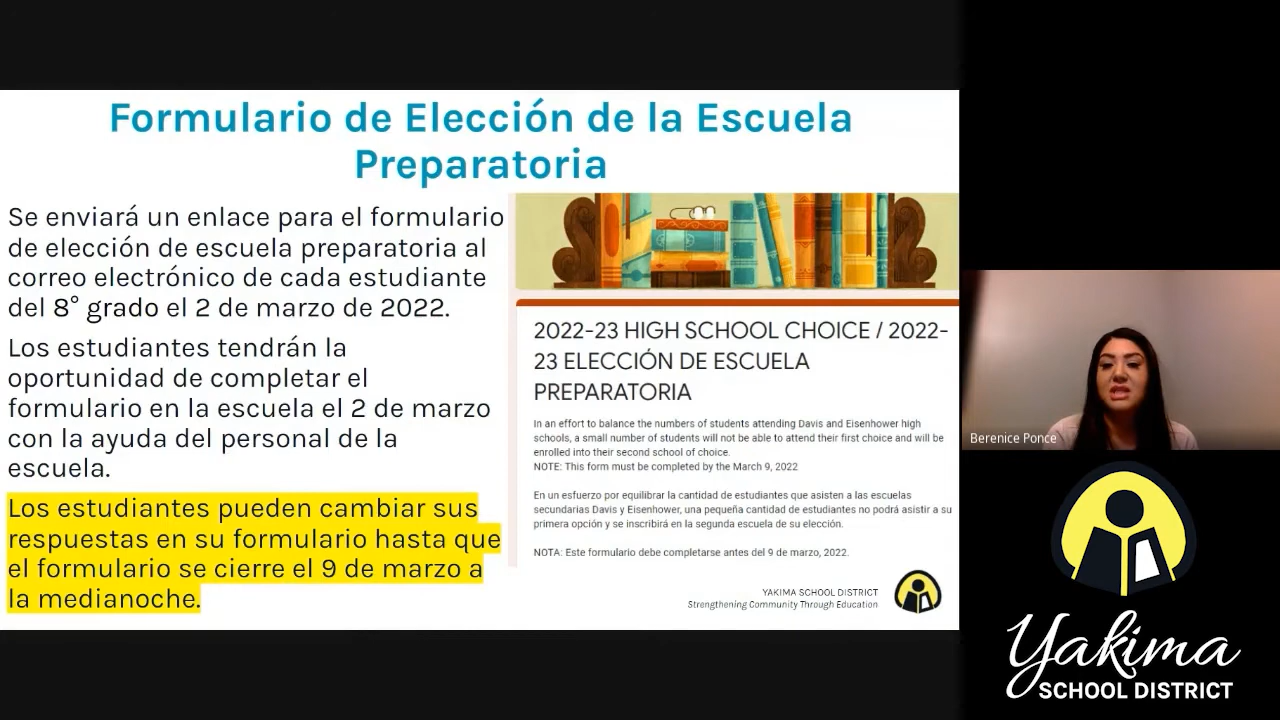 Formulario de Elección de la Escuela
Preparatoria
Se enviará un enlace para el formulario
de elección de escuela preparatoria al
correo electrónico de cada estudiante
del 8° grado el 2 de marzo de 2022.
Los estudiantes tendrán la
oportunidad de completar el
formulario en la escuela el 2 de marzo
con la ayuda del personal de la
escuela.
Los estudiantes pueden cambiar sus
respuestas en su formulario hasta que
el formulario se cierre el 9 de marzo a
la medianoche.
2022-23 HIGH SCHOOL CHOICE / 2022-
23 ELECCIÓN DE ESCUELA
PREPARATORIA
In an effort to balance the numbers of students attending Davis and Eisenhower high
schools, a small number of students will not be able to attend their first choice and will be
enrolled into their second school of choice.
NOTE: This form must be completed by the March 9, 2022
En un esfuerzo por equilibrar la cantidad de estudiantes que asisten a las escuelas
secundarias Davis y Eisenhower, una pequeña cantidad de estudiantes no podrá asistir a su
primera opción y se inscribirá en la segunda escuela de su elección.
NOTA: Este formulario debe completarse antes del 9 de marzo, 2022.
YAKIMA SCHOOL DISTRICT
Strengthening Community Through Education
Berenice Ponce
Yakima
SCHOOL DISTRICT